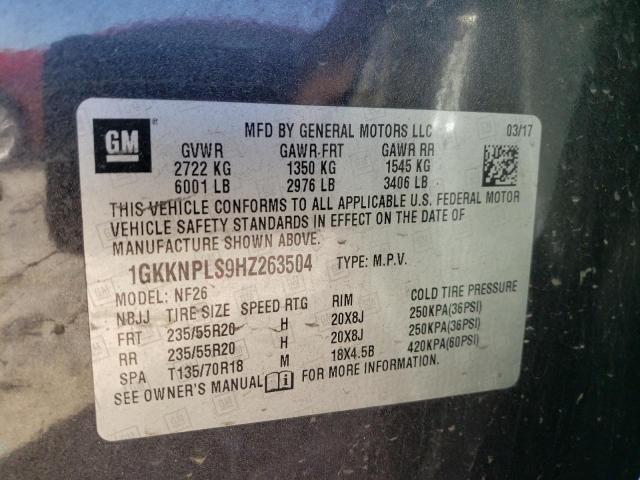 GM ®
MFD BY GENERAL MOTORS LLC 03/17
GVWR GAWR-FRT GAWR RR
2722 KG 1350 KG 1545 KG
6001 LB 2976 LB 3406 LB
THIS VEHICLE CONFORMS TO ALL APPLICABLE U.S. FEDERAL MOTOR
VEHICLE SAFETY STANDARDS IN EFFECT ON THE DATE OF
MANUFACTURE SHOWN ABOVE.
1GKKNPLS9HZ263504 TYPE: M.P.V.
MODEL: NF26
NBJJ TIRE SIZE SPEED RTG RIM COLD TIRE PRESSURE
FRT 235/55R20 H 20X8J 250KPA(36PSI)
RR 235/55R20 H 20X8J 250KPA(36PSI)
SPA T135/70R18 M 18X4.5B 420KPA(60PSI)
SEE OWNER'S MANUAL i FOR MORE INFORMATION.